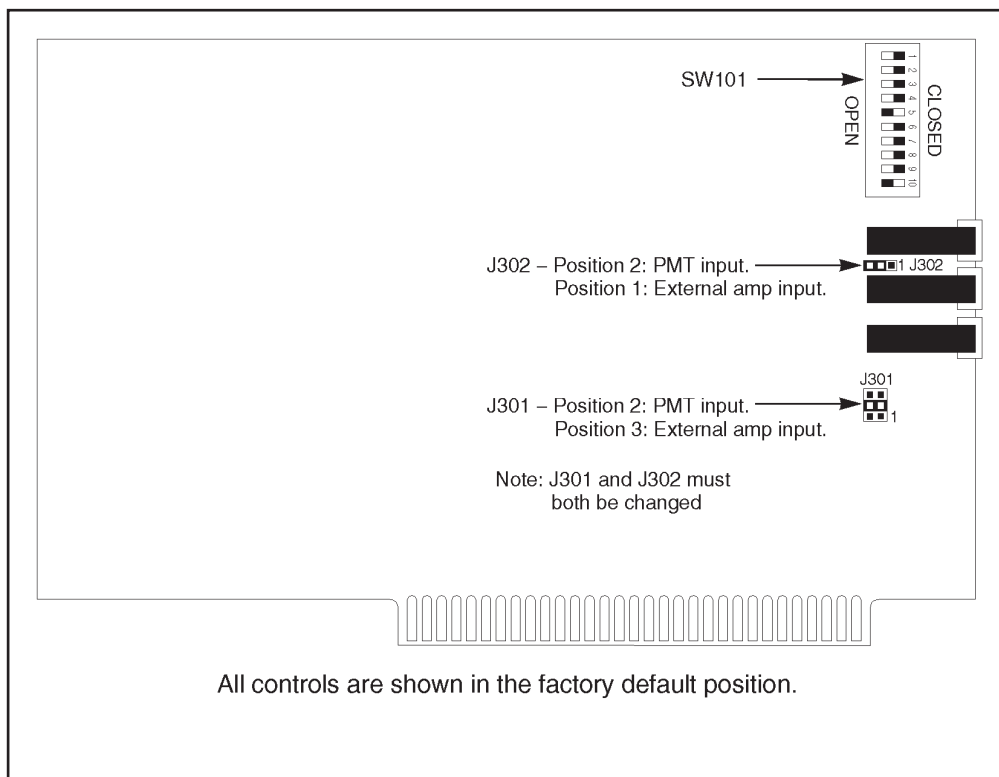 SW101
1
2
3
4
5
6
7
8
9
10
OPEN
CLOSED
J302 – Position 2: PMT input.
Position 1: External amp input.
1 J302
J301
J301 – Position 2: PMT input.
Position 3: External amp input.
1
Note: J301 and J302 must
both be changed
All controls are shown in the factory default position.